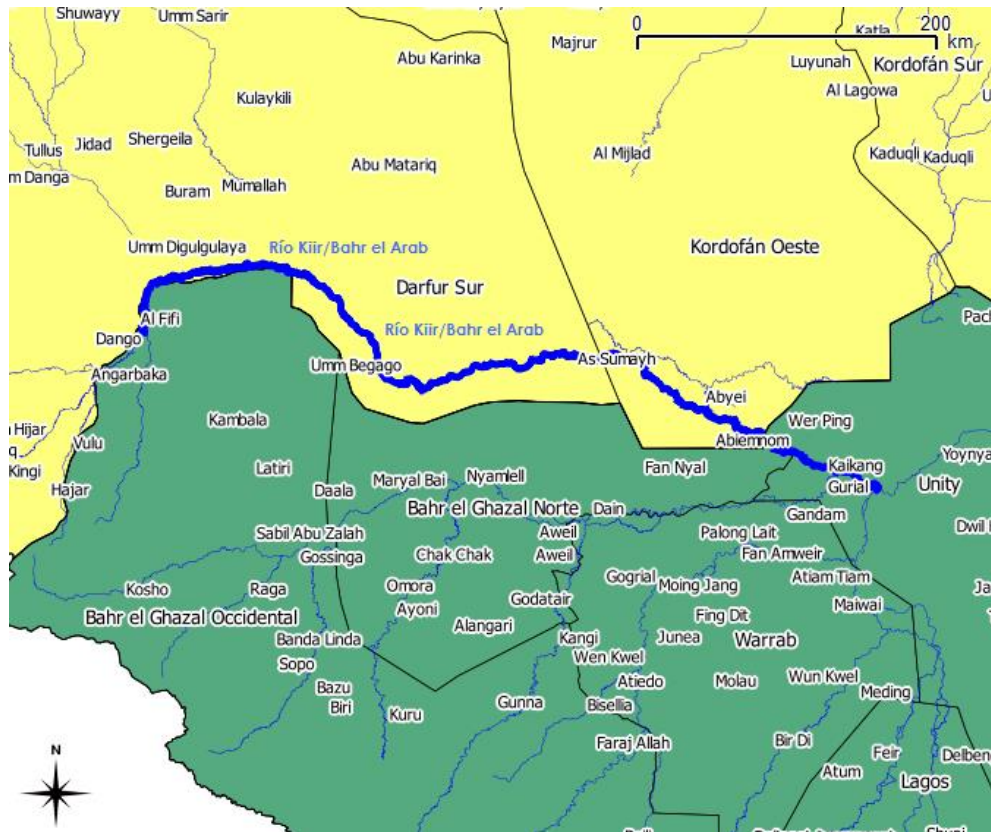 Shuwayy
Umm Sarir
0
200
km
Katla
Majrur
Abu Karinka
Luyunah
Kordofán Sur
Al Lagowa
Kulaykili
Tullus
Jidad
Shergeila
Abu Matariq
Al Mijlad
Kaduqli
Kaduqli
m Danga
Buram
Mumallah
Umm Digulgulaya
Río Kiir/Bahr el Arab
Kordofán Oeste
Darfur Sur
Al Fifi
Río Kiir/Bahr el Arab
Dango
As Sumayh
Angarbaka
Umm Begago
Abyei
Kambala
Wer Ping
Hijar
Vulu
Abiemnom
Kingi
Latiri
Fan Nyal
Kaikang
Yoynya
Hajar
Daala
Maryal Bai
Nyamlell
Gurial
Unity
Bahr el Ghazal Norte
Dain
Gandam
Sabil Abu Zalah
Aweil
Palong Lait
Gossinga
Chak Chak
Aweil
Fan Amweir
Kosho
Raga
Omora
Gogrial
Moing Jang
Atiam Tiam
Ayoni
Godatair
Maiwai
Bahr el Ghazal Occidental
Alangari
Fing Dit
Banda Linda
Kangi
Junea
Warrab
Sopo
Wen Kwel
Bazu
Atiedo
Molau
Wun Kwel
Biri
Kuru
Gunna
Bisellia
Meding
Faraj Allah
Bir Di
N
Feir
Atum
Lagos